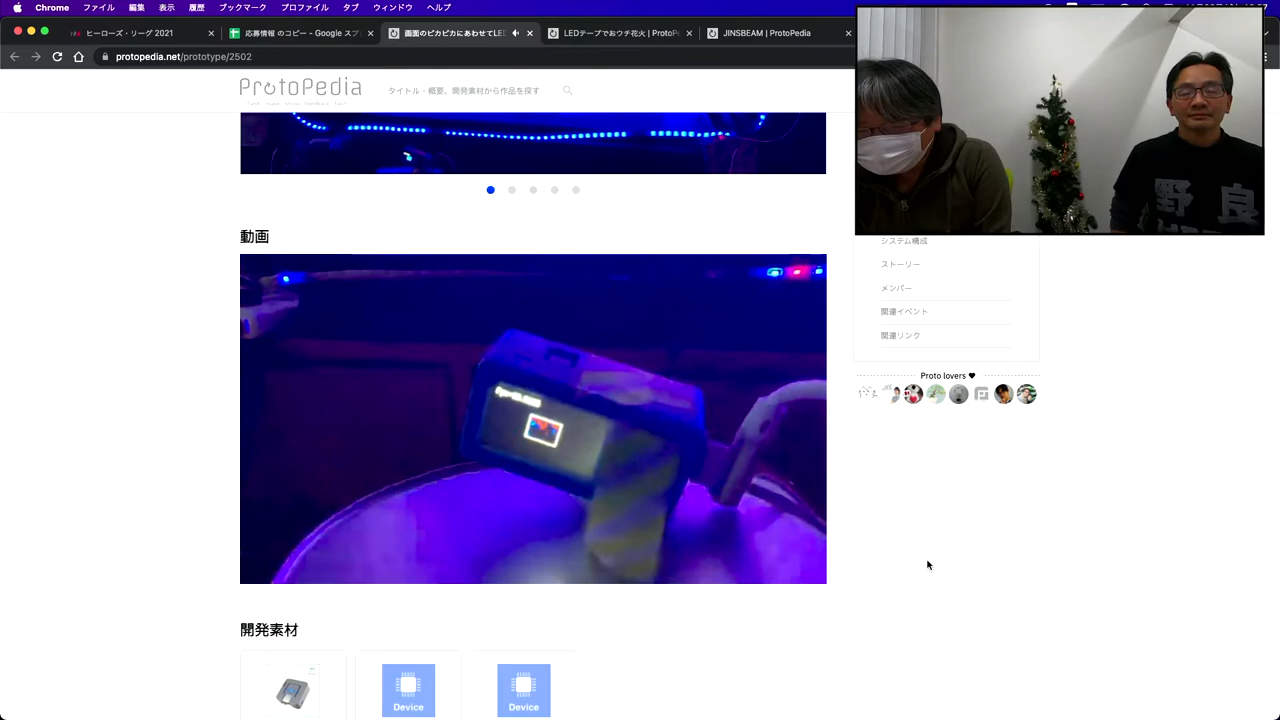 Chrome ファイル 編集 表示 履歴 ブックマーク プロファイル タブ ウィンドウ ヘルプ
ヒーローズ・リーグ 2021
応募情報 のコピー - Google スプ
画面のピカピカにあわせてLED
LEDテープでおウチ花火 | ProtoPe
JINSBEAM | ProtoPedia
protopedia.net/prototype/2502
ProtoPedia
タイトル・概要、開発素材から作品を探す
野良
動画
システム構成
ストーリー
メンバー
関連イベント
関連リンク
Proto lovers
開発素材
Device
Device